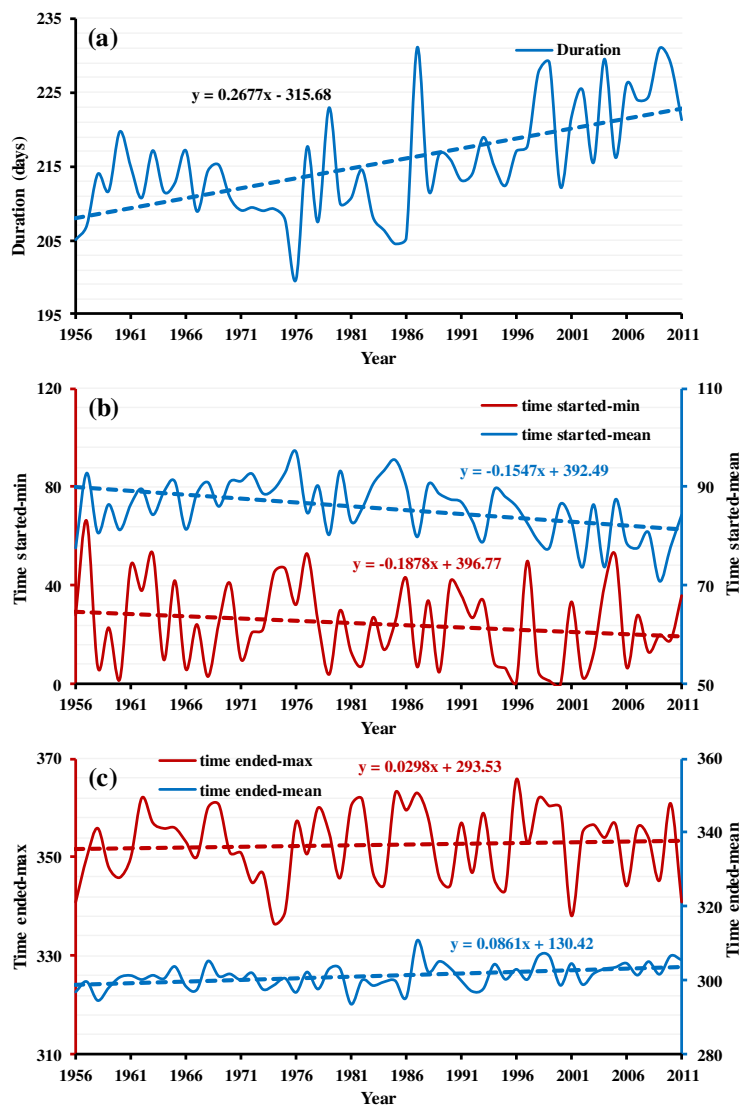 (a)
Duration
y = 0.2677x - 315.68
235
225
215
205
195
Duration (days)
1956 1961 1966 1971 1976 1981 1986 1991 1996 2001 2006 2011
Year
(b)
time started-min
time started-mean
y = -0.1547x + 392.49
y = -0.1878x + 396.77
120
80
40
0
Time started-min
110
90
70
50
Time started-mean
1956 1961 1966 1971 1976 1981 1986 1991 1996 2001 2006 2011
Year
(c)
time ended-max
time ended-mean
y = 0.0298x + 293.53
y = 0.0861x + 130.42
370
350
330
310
Time ended-max
360
340
320
300
280
Time ended-mean
1956 1961 1966 1971 1976 1981 1986 1991 1996 2001 2006 2011
Year